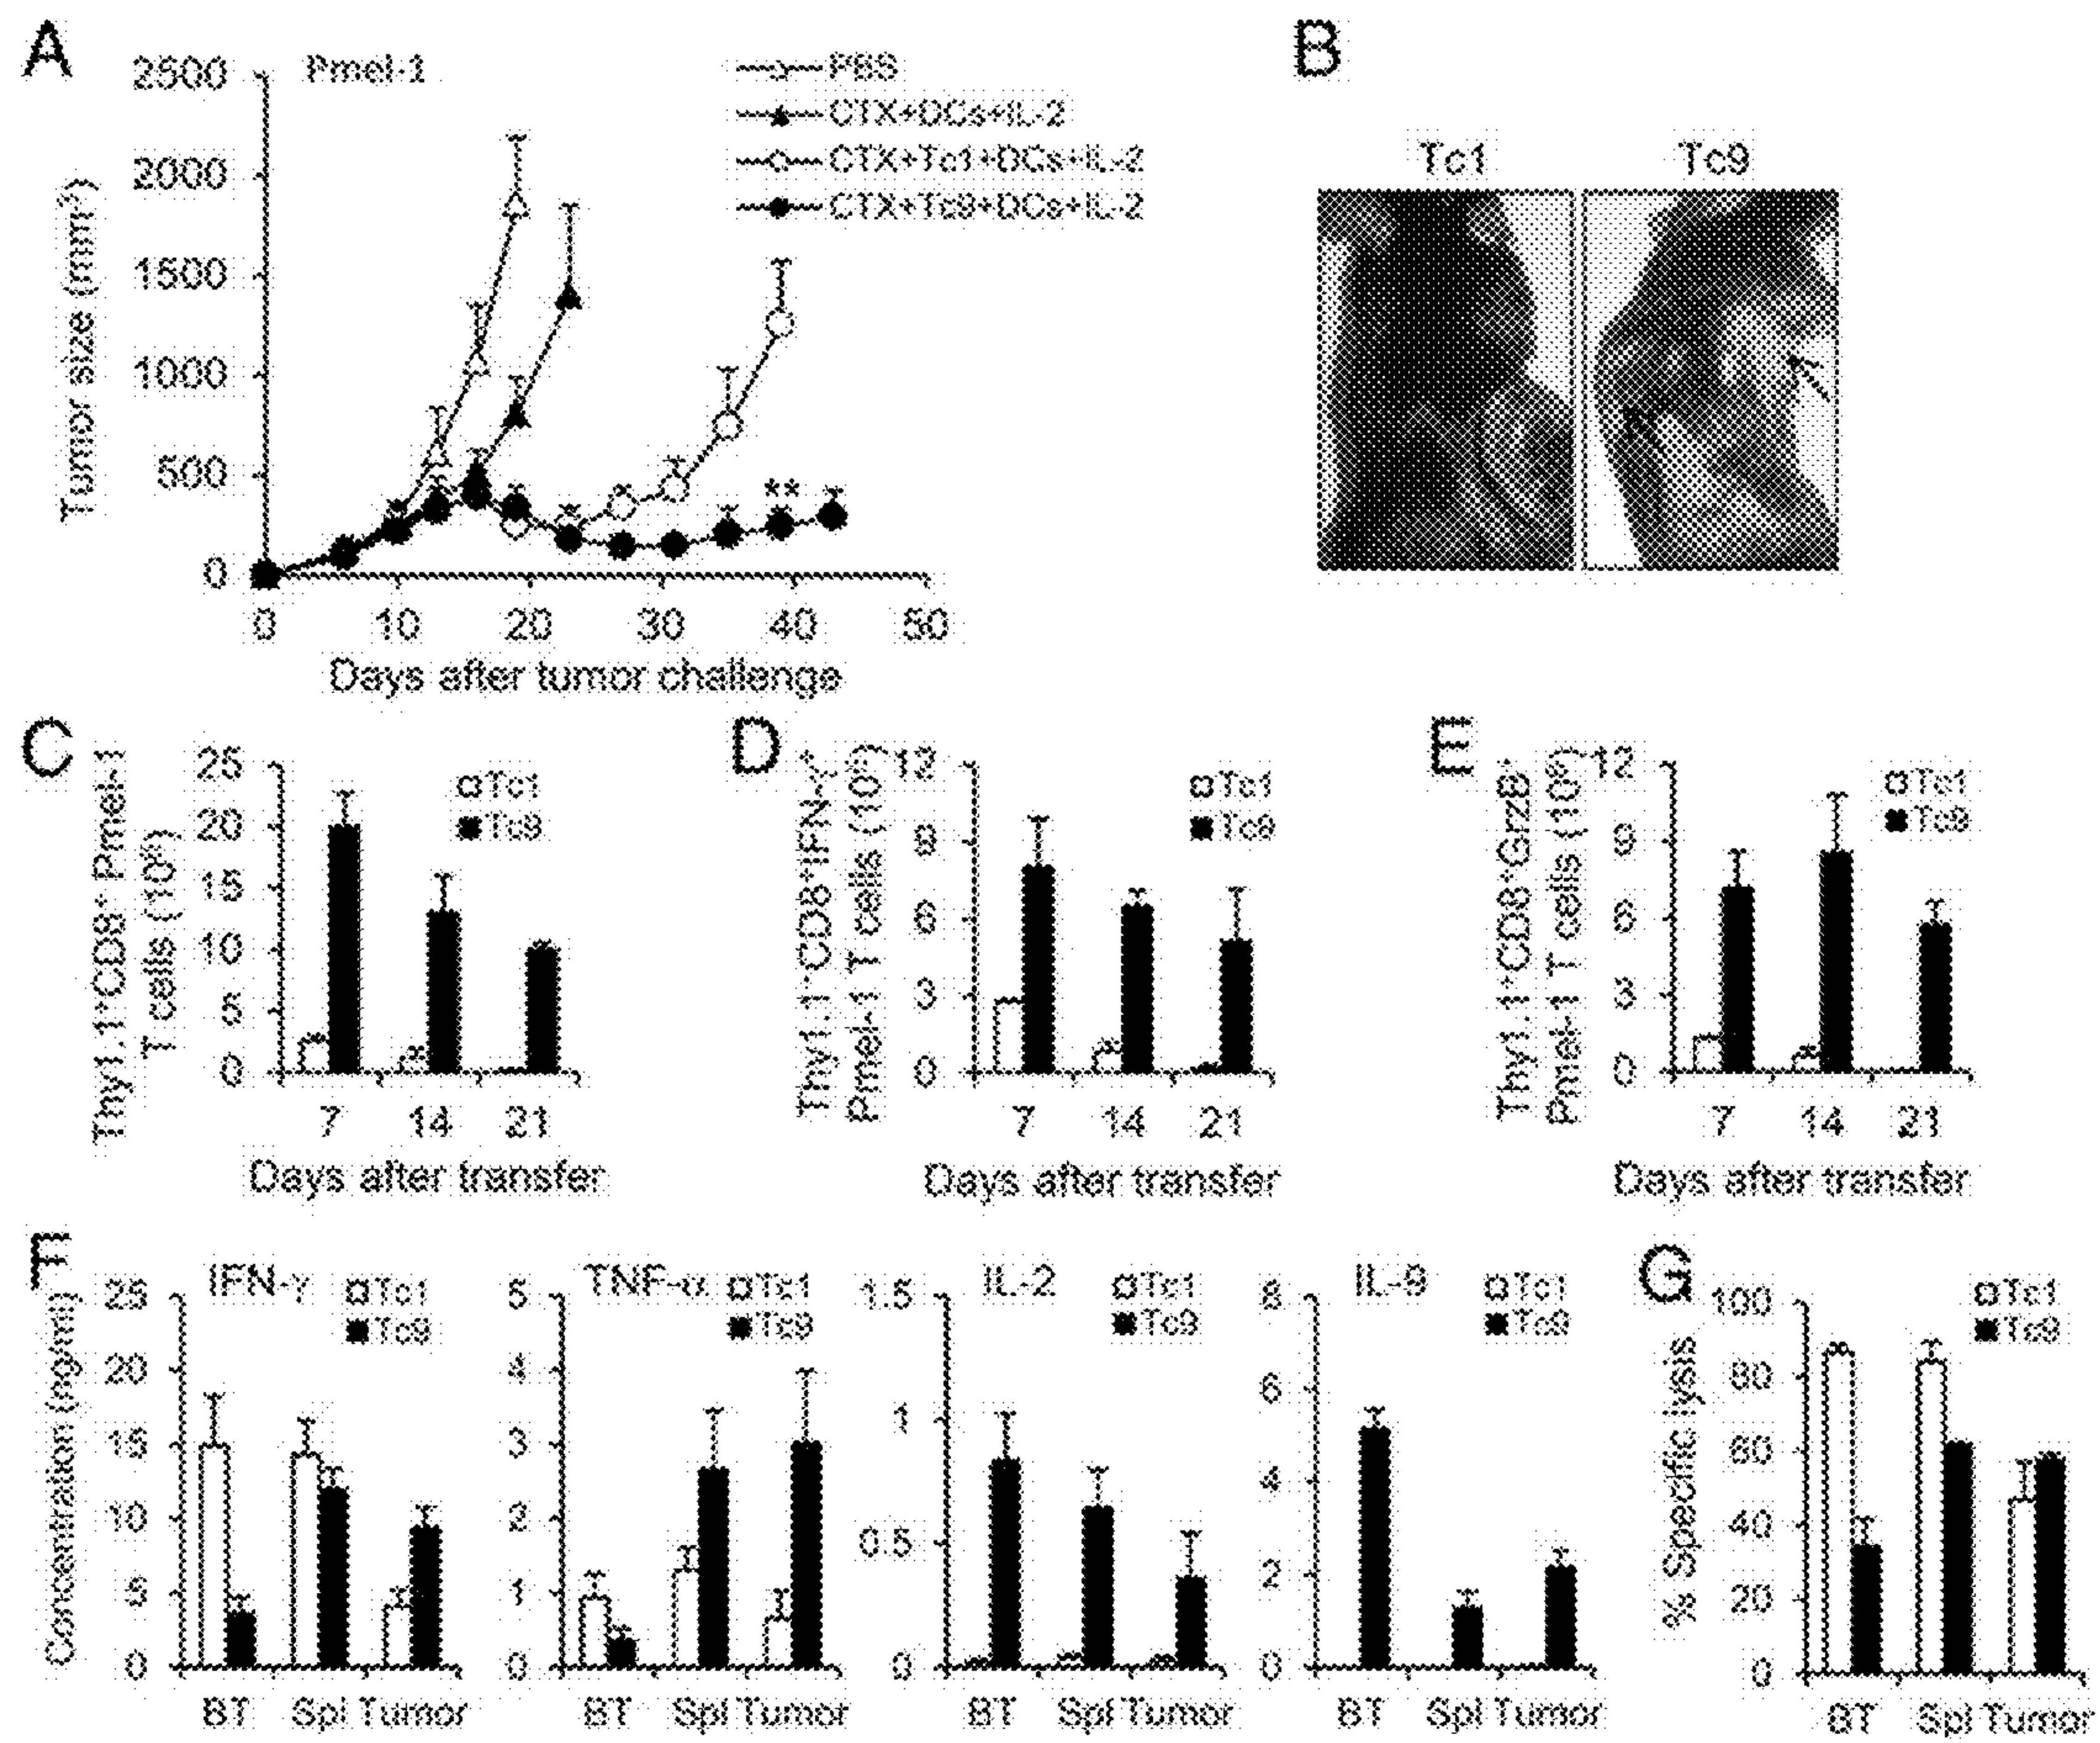 A
Pmel-1
PBS
CTX+DCs+IL-2
CTX+Tc1+DCs+IL-2
CTX+Tc9+DCs+IL-2
Tumor size (mm²)
2500
2000
1500
1000
500
0
**
0 10 20 30 40 50
Days after tumor challenge
B
Tc1 Tc9
C
Thy1.1⁺CD8⁺ Pmel-1
T cells (10⁶)
25
20
15
10
5
0
Tc1
Tc9
7 14 21
Days after transfer
D
Thy1.1⁺CD8⁺IFN-γ⁺
Pmel-1 T cells (10⁶)
12
9
6
3
0
Tc1
Tc9
7 14 21
Days after transfer
E
Thy1.1⁺CD8⁺GrzB⁺
Pmel-1 T cells (10⁶)
12
9
6
3
0
Tc1
Tc9
7 14 21
Days after transfer
F
Concentration (ng/ml)
IFN-γ
Tc1
Tc9
25
20
15
10
5
0
BT Spl Tumor
TNF-α
Tc1
Tc9
5
4
3
2
1
0
BT Spl Tumor
IL-2
Tc1
Tc9
1.5
1
0.5
0
BT Spl Tumor
IL-9
Tc1
Tc9
8
6
4
2
0
BT Spl Tumor
G
% Specific lysis
Tc1
Tc9
100
80
60
40
20
0
BT Spl Tumor